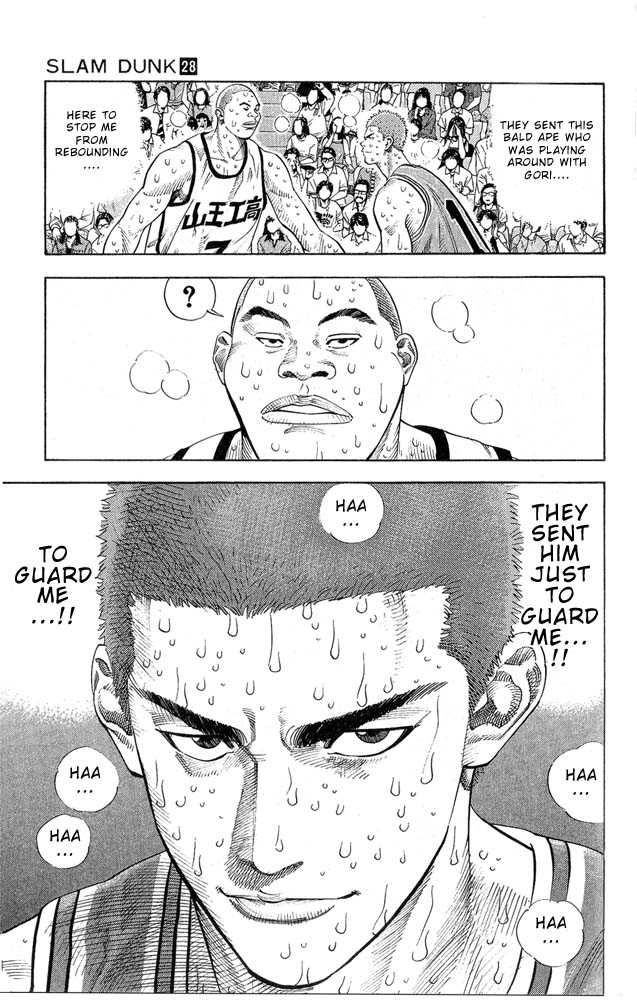 SLAM DUNK 28
THEY SENT THIS
BALD APE WHO
WAS PLAYING
AROUND WITH
GORI....
HERE TO
STOP ME
FROM
REBOUNDING
....
山王工高
7
1
?
THEY
SENT
HIM
JUST
TO
GUARD
ME...
!!
HAA
...
TO
GUARD
ME
...!!
HAA
...
HAA
...
HAA
...
HAA
...